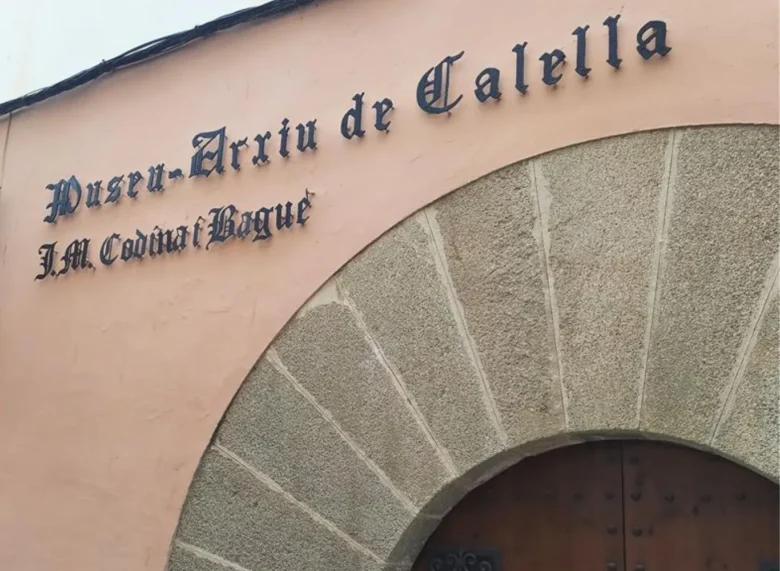 Museu-Arxiu de Calella
J.M. Codina i Bagué